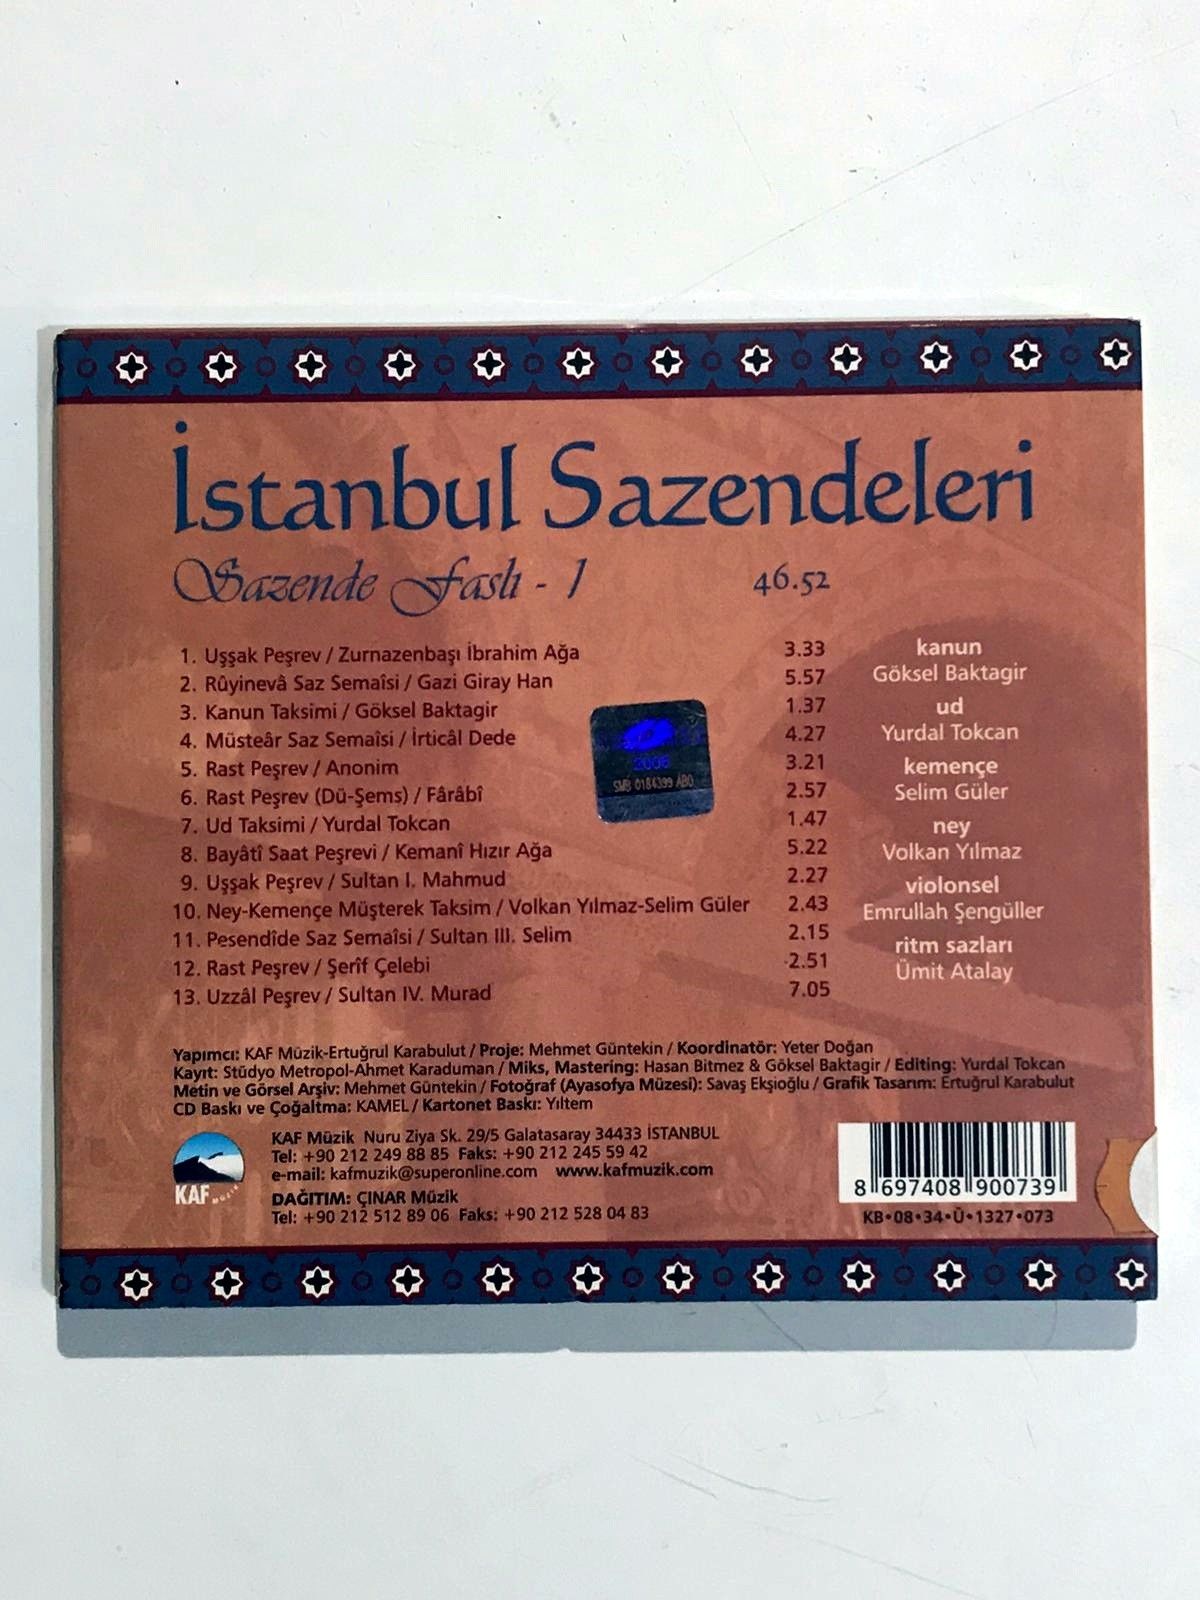 İstanbul Sazendeleri
Sazende Faslı - 1 46.52
1. Uşşak Peşrev / Zurnazenbaşı İbrahim Ağa 3.33
2. Rûyinevâ Saz Semaîsi / Gazi Giray Han 5.57
3. Kanun Taksimi / Göksel Baktagir 1.37
4. Müsteâr Saz Semaîsi / İrticâl Dede 4.27
5. Rast Peşrev / Anonim 3.21
6. Rast Peşrev (Dü-Şems) / Fârâbî 2.57
7. Ud Taksimi / Yurdal Tokcan 1.47
8. Bayâtî Saat Peşrevi / Kemanî Hızır Ağa 5.22
9. Uşşak Peşrev / Sultan I. Mahmud 2.27
10. Ney-Kemençe Müşterek Taksim / Volkan Yılmaz-Selim Güler 2.43
11. Pesendîde Saz Semaîsi / Sultan III. Selim 2.15
12. Rast Peşrev / Şerîf Çelebi 2.51
13. Uzzâl Peşrev / Sultan IV. Murad 7.05
kanun
Göksel Baktagir
ud
Yurdal Tokcan
kemençe
Selim Güler
ney
Volkan Yılmaz
violonsel
Emrullah Şengüller
ritm sazları
Ümit Atalay
2006
SMB 0184399 AB0
Yapımcı: KAF Müzik-Ertuğrul Karabulut / Proje: Mehmet Güntekin / Koordinatör: Yeter Doğan
Kayıt: Stüdyo Metropol-Ahmet Karaduman / Miks, Mastering: Hasan Bitmez & Göksel Baktagir / Editing: Yurdal Tokcan
Metin ve Görsel Arşiv: Mehmet Güntekin / Fotoğraf (Ayasofya Müzesi): Savaş Ekşioğlu / Grafik Tasarım: Ertuğrul Karabulut
CD Baskı ve Çoğaltma: KAMEL / Kartonet Baskı: Yıltem
KAF MÜZİK
KAF Müzik Nuru Ziya Sk. 29/5 Galatasaray 34433 İSTANBUL
Tel: +90 212 249 88 85 Faks: +90 212 245 59 42
e-mail: kafmuzik@superonline.com www.kafmuzik.com
DAĞITIM: ÇINAR Müzik
Tel: +90 212 512 89 06 Faks: +90 212 528 04 83
8 697408 900739
KB•08•34•Ü•1327•073